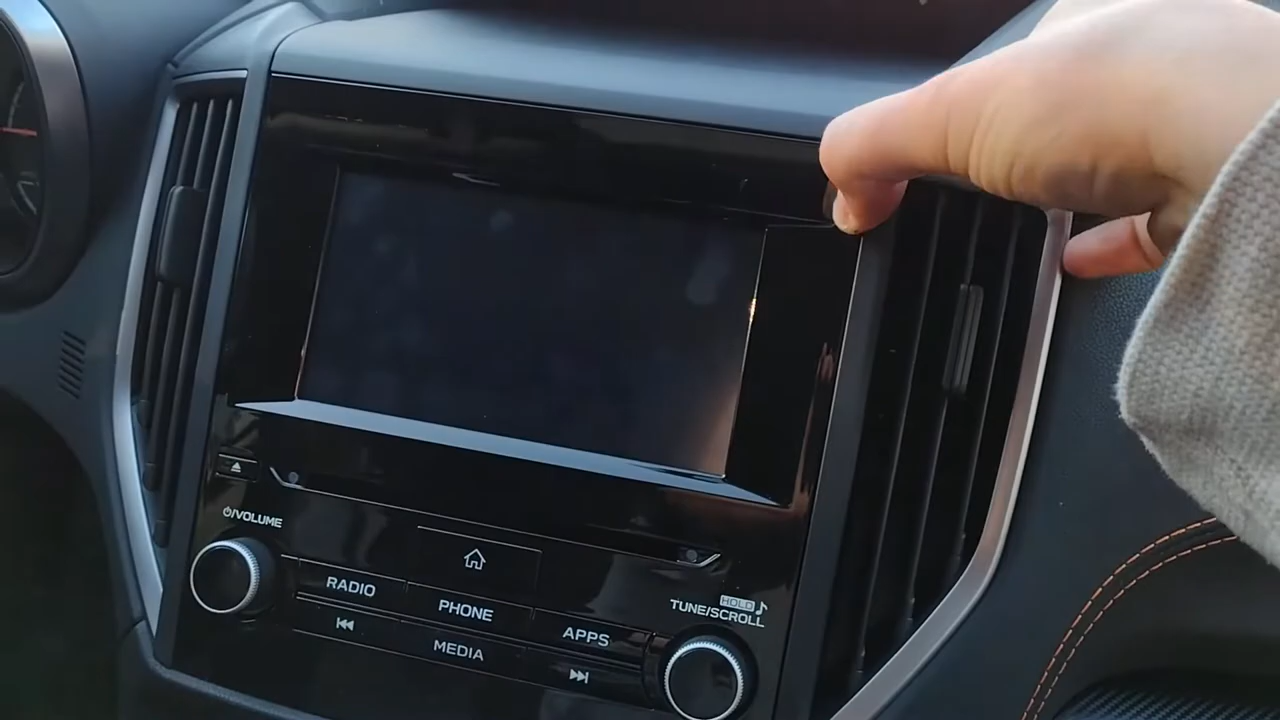 ⏻/VOLUME
RADIO
PHONE
APPS
MEDIA
HOLD
TUNE/SCROLL